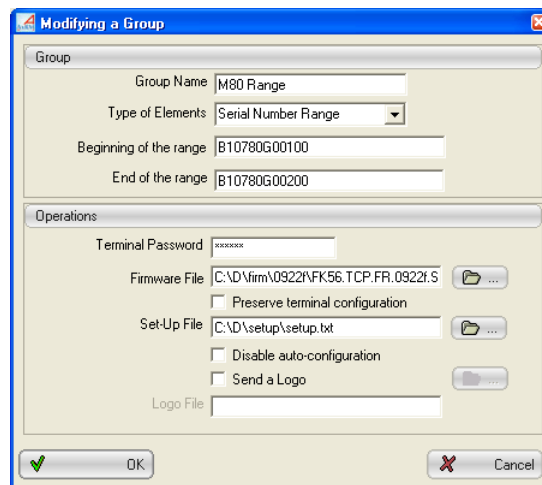 Modifying a Group
Group
Group Name M80 Range
Type of Elements Serial Number Range
Beginning of the range B10780G00100
End of the range B10780G00200
Operations
Terminal Password ××××××
Firmware File C:\D\firm\0922f\FK56.TCP.FR.0922f.S ...
Preserve terminal configuration
Set-Up File C:\D\setup\setup.txt ...
Disable auto-configuration
Send a Logo ...
Logo File
OK Cancel